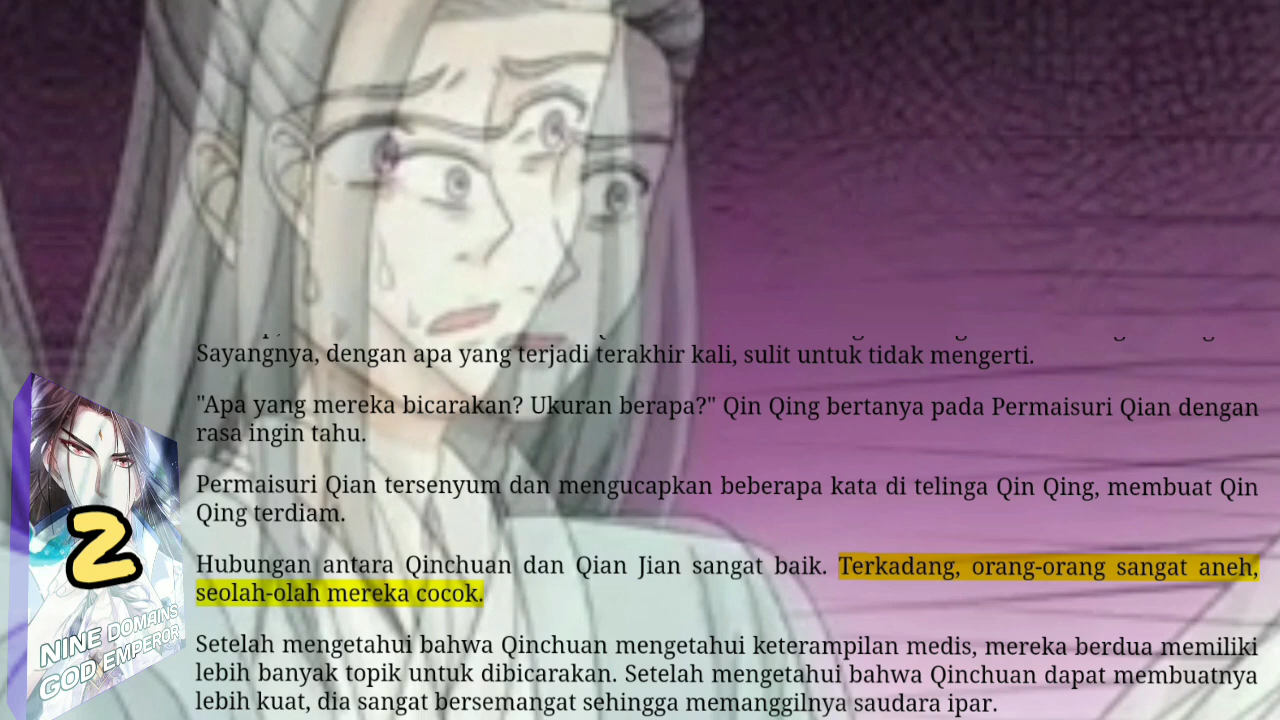 Sayangnya, dengan apa yang terjadi terakhir kali, sulit untuk tidak mengerti.
"Apa yang mereka bicarakan? Ukuran berapa?" Qin Qing bertanya pada Permaisuri Qian dengan
rasa ingin tahu.
Permaisuri Qian tersenyum dan mengucapkan beberapa kata di telinga Qin Qing, membuat Qin
Qing terdiam.
Hubungan antara Qinchuan dan Qian Jian sangat baik. Terkadang, orang-orang sangat aneh,
seolah-olah mereka cocok.
Setelah mengetahui bahwa Qinchuan mengetahui keterampilan medis, mereka berdua memiliki
lebih banyak topik untuk dibicarakan. Setelah mengetahui bahwa Qinchuan dapat membuatnya
lebih kuat, dia sangat bersemangat sehingga memanggilnya saudara ipar.
2
NINE DOMAINS
GOD EMPEROR